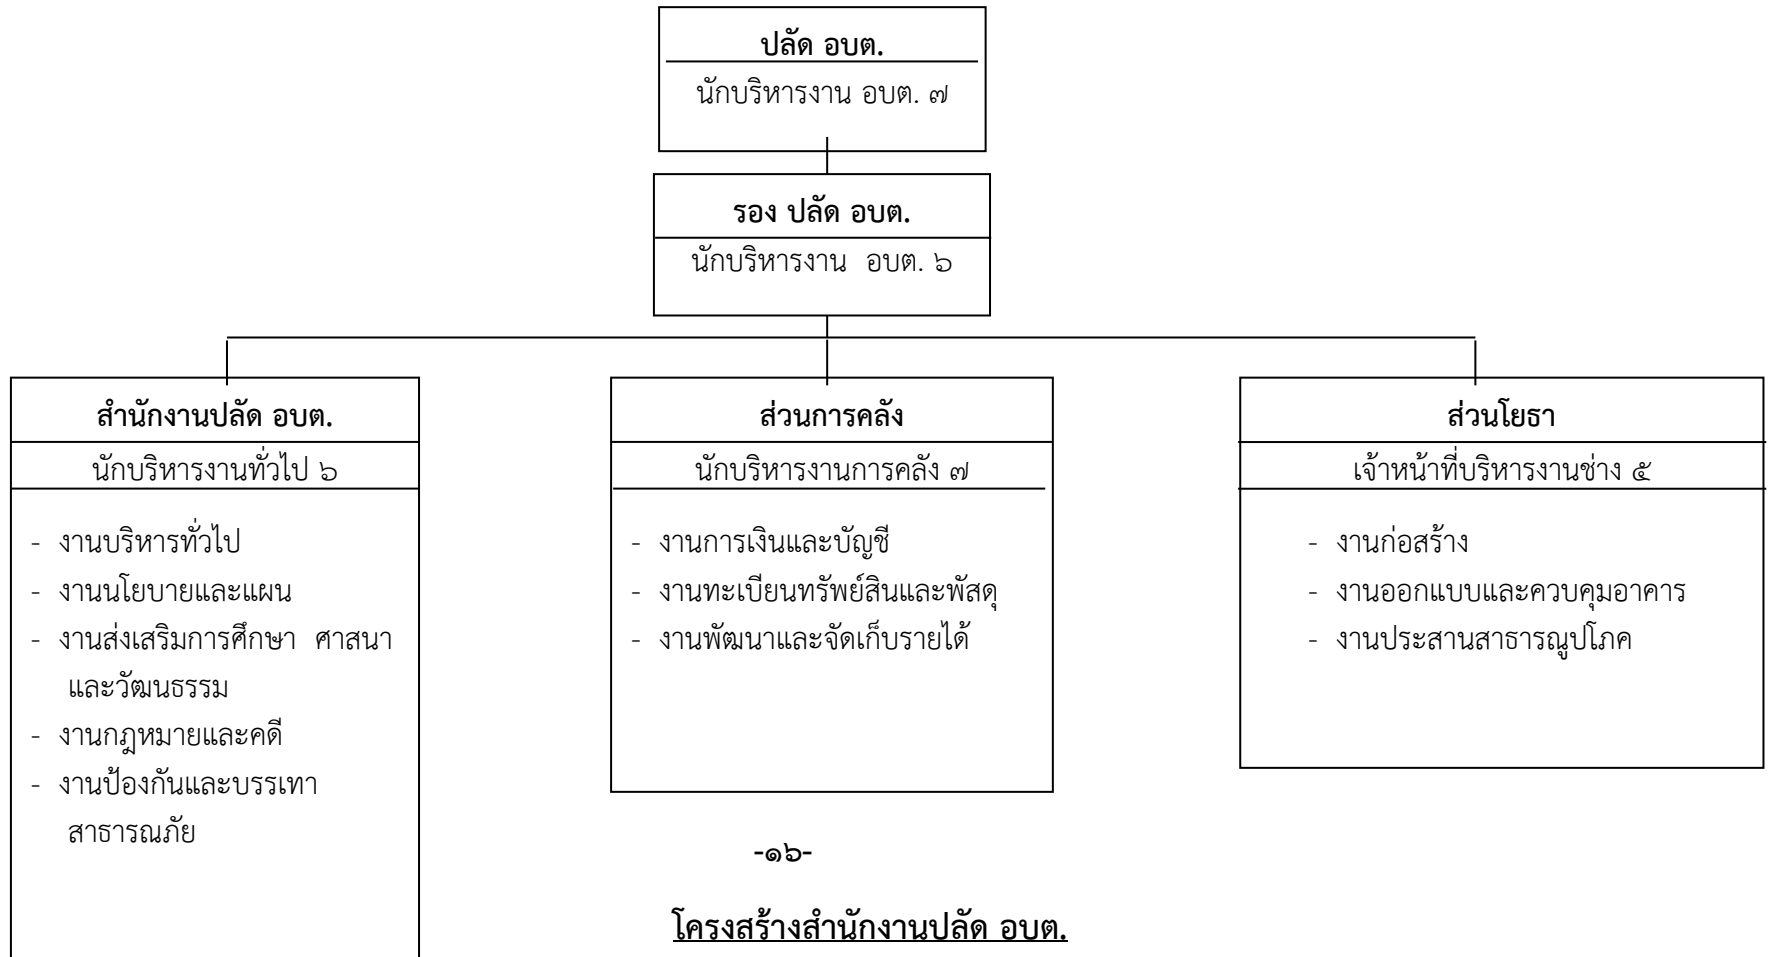 ปลัด อบต.
นักบริหารงาน อบต. ๗
รอง ปลัด อบต.
นักบริหารงาน อบต. ๖
สำนักงานปลัด อบต.
นักบริหารงานทั่วไป ๖
- งานบริหารทั่วไป
- งานนโยบายและแผน
- งานส่งเสริมการศึกษา ศาสนา
และวัฒนธรรม
- งานกฎหมายและคดี
- งานป้องกันและบรรเทา
สาธารณภัย
ส่วนการคลัง
นักบริหารงานการคลัง ๗
- งานการเงินและบัญชี
- งานทะเบียนทรัพย์สินและพัสดุ
- งานพัฒนาและจัดเก็บรายได้
ส่วนโยธา
เจ้าหน้าที่บริหารงานช่าง ๕
- งานก่อสร้าง
- งานออกแบบและควบคุมอาคาร
- งานประสานสาธารณูปโภค
-๑๖-
โครงสร้างสำนักงานปลัด อบต.